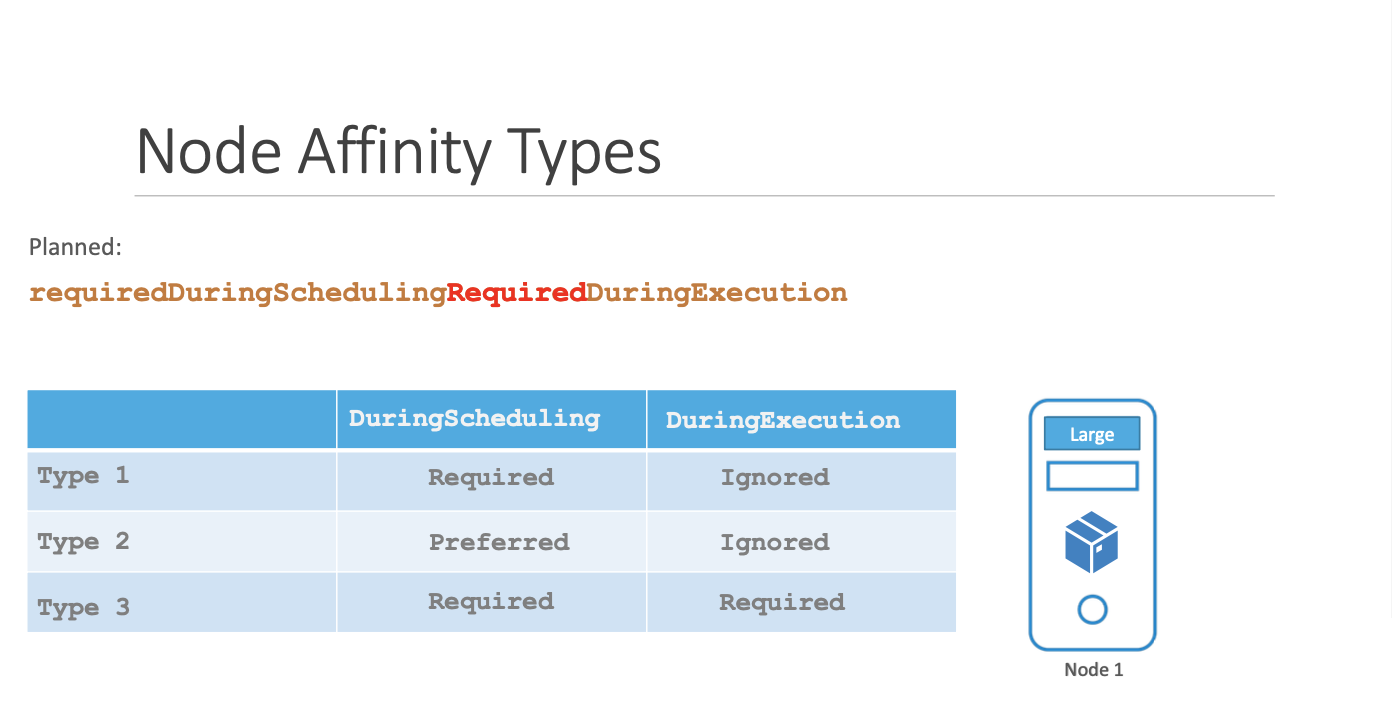 Node Affinity Types
Planned:
requiredDuringSchedulingRequiredDuringExecution
DuringScheduling DuringExecution
Type 1 Required Ignored
Type 2 Preferred Ignored
Type 3 Required Required
Large
Node 1